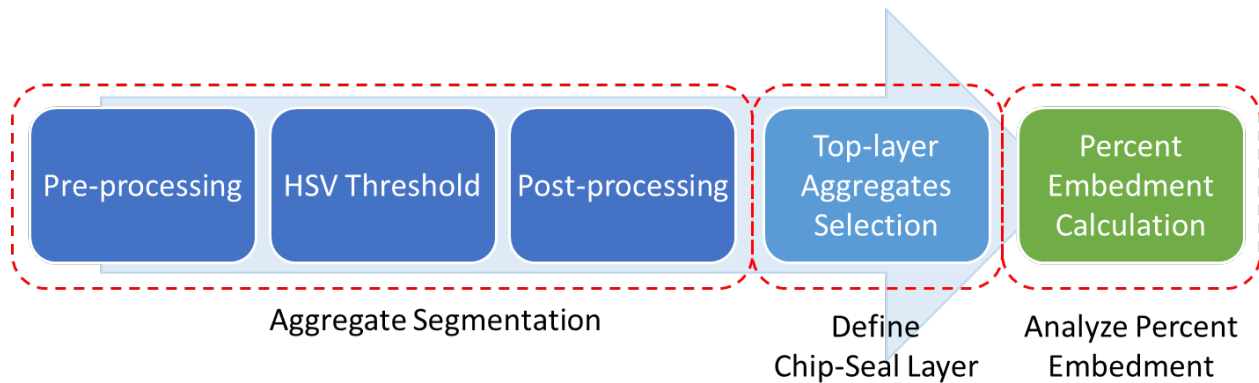 Pre-processing
HSV Threshold
Post-processing
Top-layer
Aggregates
Selection
Percent
Embedment
Calculation
Aggregate Segmentation
Define
Chip-Seal Layer
Analyze Percent
Embedment